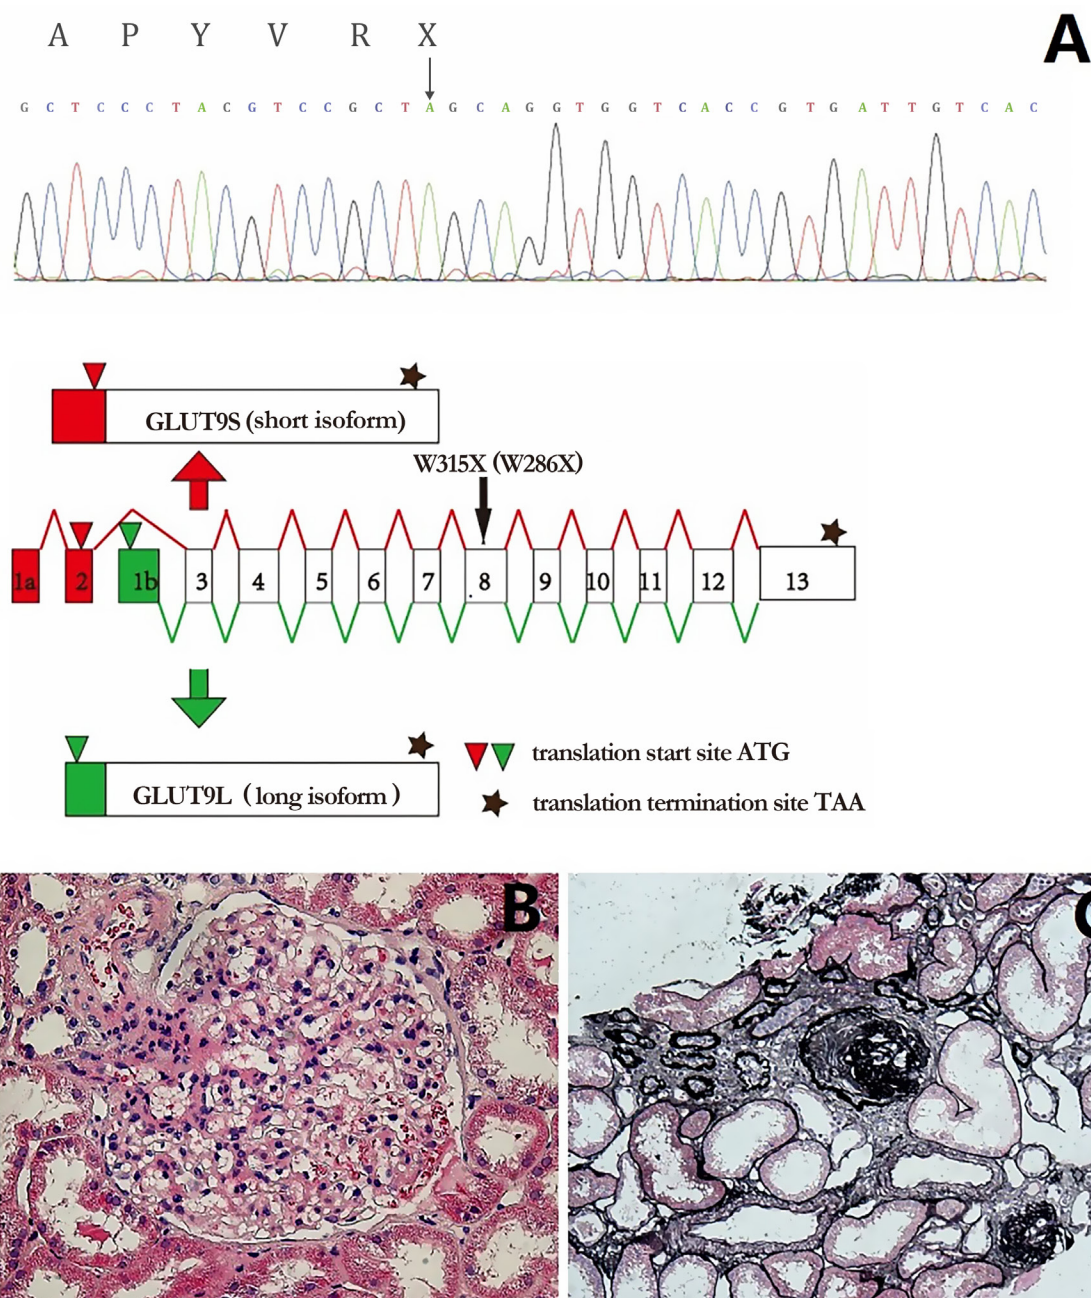 A P Y V R X
A
G C T C C C T A C G T C C G C T A G C A G G T G G T C A C C G T G A T T G T C A C
GLUT9S (short isoform)
W315X (W286X)
1a 2 1b 3 4 5 6 7 8 9 10 11 12 13
GLUT9L ( long isoform )
translation start site ATG
translation termination site TAA
B
C